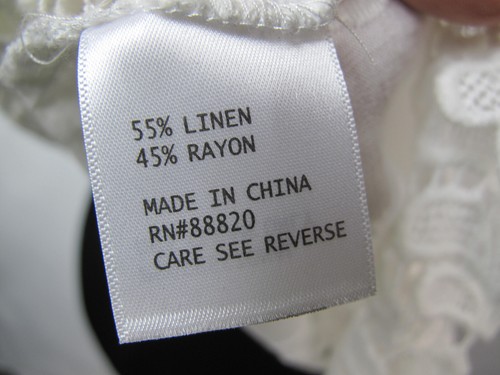 55% LINEN
45% RAYON
MADE IN CHINA
RN#88820
CARE SEE REVERSE